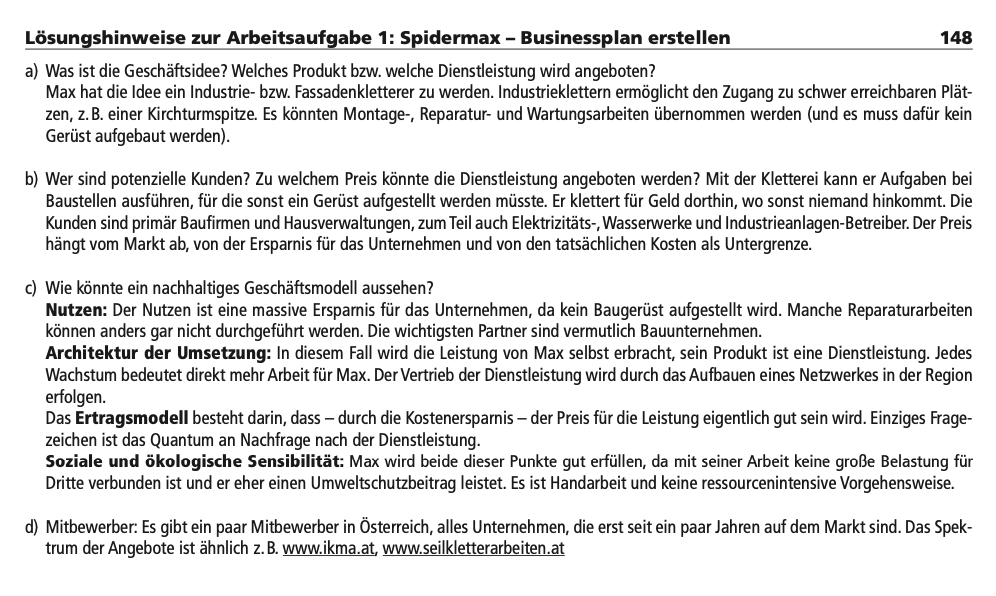 Lösungshinweise zur Arbeitsaufgabe 1: Spidermax – Businessplan erstellen 148
a) Was ist die Geschäftsidee? Welches Produkt bzw. welche Dienstleistung wird angeboten?
Max hat die Idee ein Industrie- bzw. Fassadenkletterer zu werden. Industrieklettern ermöglicht den Zugang zu schwer erreichbaren Plät-
zen, z.B. einer Kirchturmspitze. Es könnten Montage-, Reparatur- und Wartungsarbeiten übernommen werden (und es muss dafür kein
Gerüst aufgebaut werden).
b) Wer sind potenzielle Kunden? Zu welchem Preis könnte die Dienstleistung angeboten werden? Mit der Kletterei kann er Aufgaben bei
Baustellen ausführen, für die sonst ein Gerüst aufgestellt werden müsste. Er klettert für Geld dorthin, wo sonst niemand hinkommt. Die
Kunden sind primär Baufirmen und Hausverwaltungen, zum Teil auch Elektrizitäts-, Wasserwerke und Industrieanlagen-Betreiber. Der Preis
hängt vom Markt ab, von der Ersparnis für das Unternehmen und von den tatsächlichen Kosten als Untergrenze.
c) Wie könnte ein nachhaltiges Geschäftsmodell aussehen?
Nutzen: Der Nutzen ist eine massive Ersparnis für das Unternehmen, da kein Baugerüst aufgestellt wird. Manche Reparaturarbeiten
können anders gar nicht durchgeführt werden. Die wichtigsten Partner sind vermutlich Bauunternehmen.
Architektur der Umsetzung: In diesem Fall wird die Leistung von Max selbst erbracht, sein Produkt ist eine Dienstleistung. Jedes
Wachstum bedeutet direkt mehr Arbeit für Max. Der Vertrieb der Dienstleistung wird durch das Aufbauen eines Netzwerkes in der Region
erfolgen.
Das Ertragsmodell besteht darin, dass – durch die Kostenersparnis – der Preis für die Leistung eigentlich gut sein wird. Einziges Frage-
zeichen ist das Quantum an Nachfrage nach der Dienstleistung.
Soziale und ökologische Sensibilität: Max wird beide dieser Punkte gut erfüllen, da mit seiner Arbeit keine große Belastung für
Dritte verbunden ist und er eher einen Umweltschutzbeitrag leistet. Es ist Handarbeit und keine ressourcenintensive Vorgehensweise.
d) Mitbewerber: Es gibt ein paar Mitbewerber in Österreich, alles Unternehmen, die erst seit ein paar Jahren auf dem Markt sind. Das Spek-
trum der Angebote ist ähnlich z.B. www.ikma.at, www.seilkletterarbeiten.at